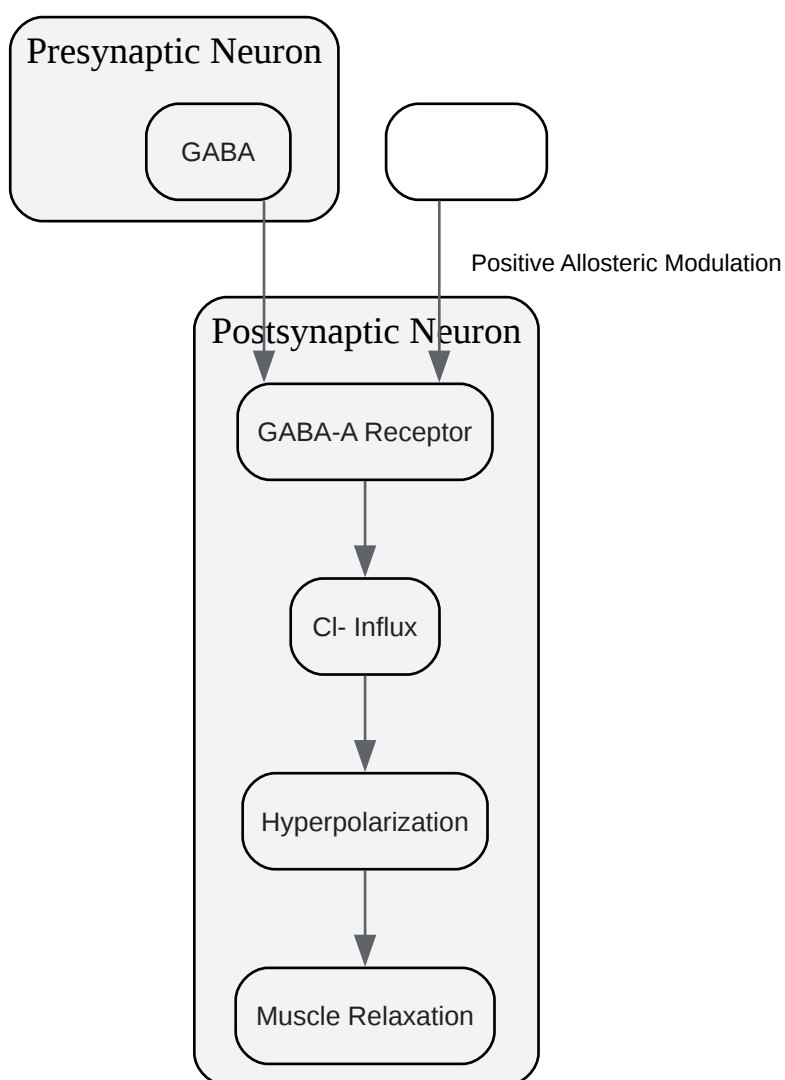 Presynaptic Neuron
GABA
Positive Allosteric Modulation
Postsynaptic Neuron
GABA-A Receptor
Cl- Influx
Hyperpolarization
Muscle Relaxation